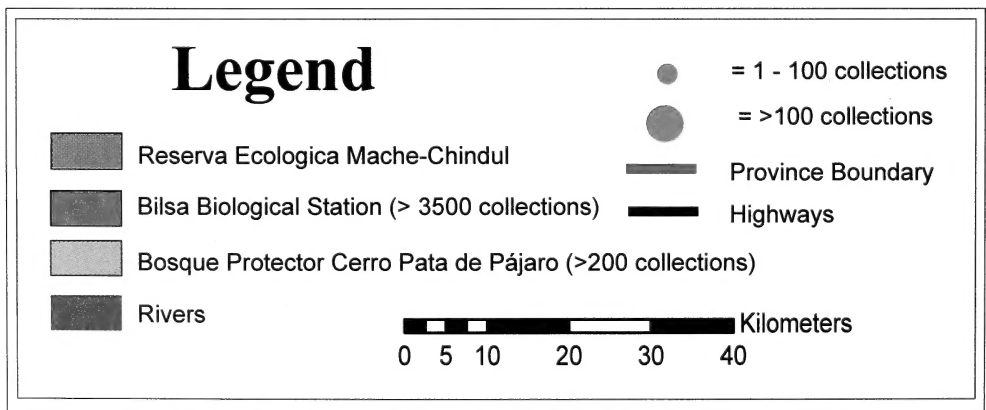 Legend
Reserva Ecologica Mache-Chindul
Bilsa Biological Station (> 3500 collections)
Bosque Protector Cerro Pata de Pájaro (>200 collections)
Rivers
= 1 - 100 collections
= >100 collections
Province Boundary
Highways
Kilometers
0 5 10 20 30 40